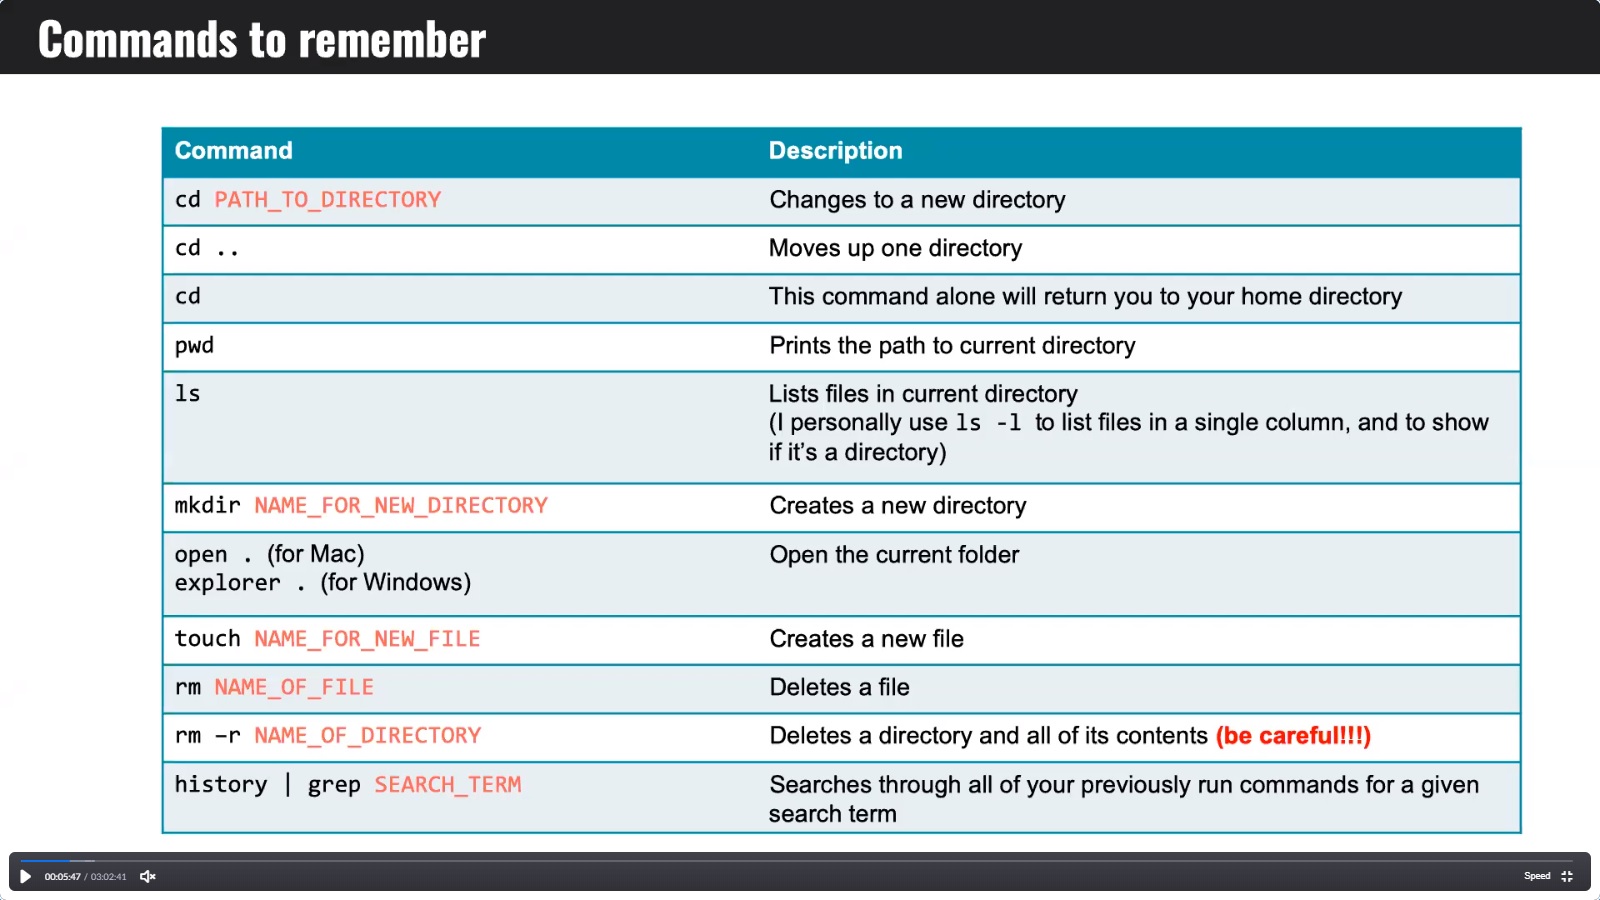 Commands to remember
Command Description
cd PATH_TO_DIRECTORY Changes to a new directory
cd .. Moves up one directory
cd This command alone will return you to your home directory
pwd Prints the path to current directory
ls Lists files in current directory
(I personally use ls -l to list files in a single column, and to show
if it’s a directory)
mkdir NAME_FOR_NEW_DIRECTORY Creates a new directory
open . (for Mac) Open the current folder
explorer . (for Windows)
touch NAME_FOR_NEW_FILE Creates a new file
rm NAME_OF_FILE Deletes a file
rm –r NAME_OF_DIRECTORY Deletes a directory and all of its contents (be careful!!!)
history | grep SEARCH_TERM Searches through all of your previously run commands for a given
search term
00:05:47 / 03:02:41 Speed